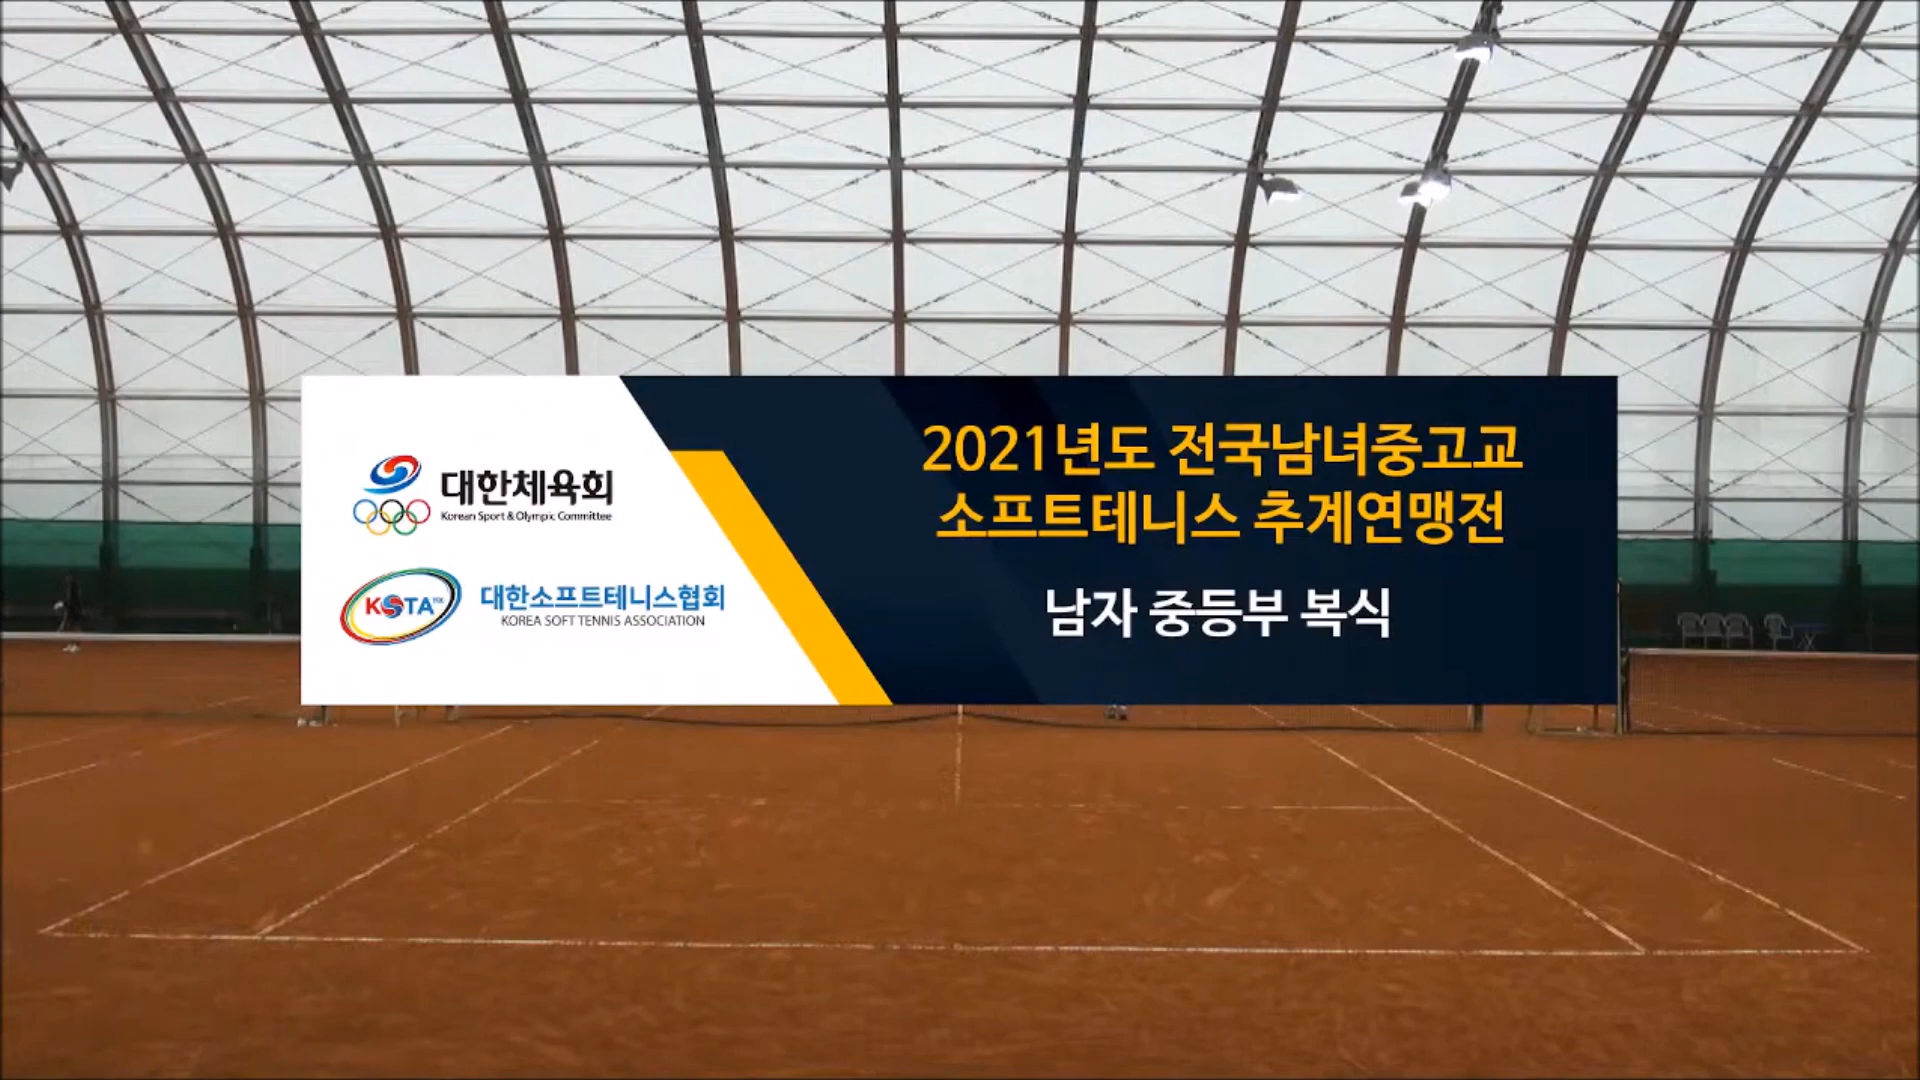 대한체육회
Korean Sport & Olympic Committee
KSTA
대한소프트테니스협회
KOREA SOFT TENNIS ASSOCIATION
2021년도 전국남녀중고교
소프트테니스 추계연맹전
남자 중등부 복식